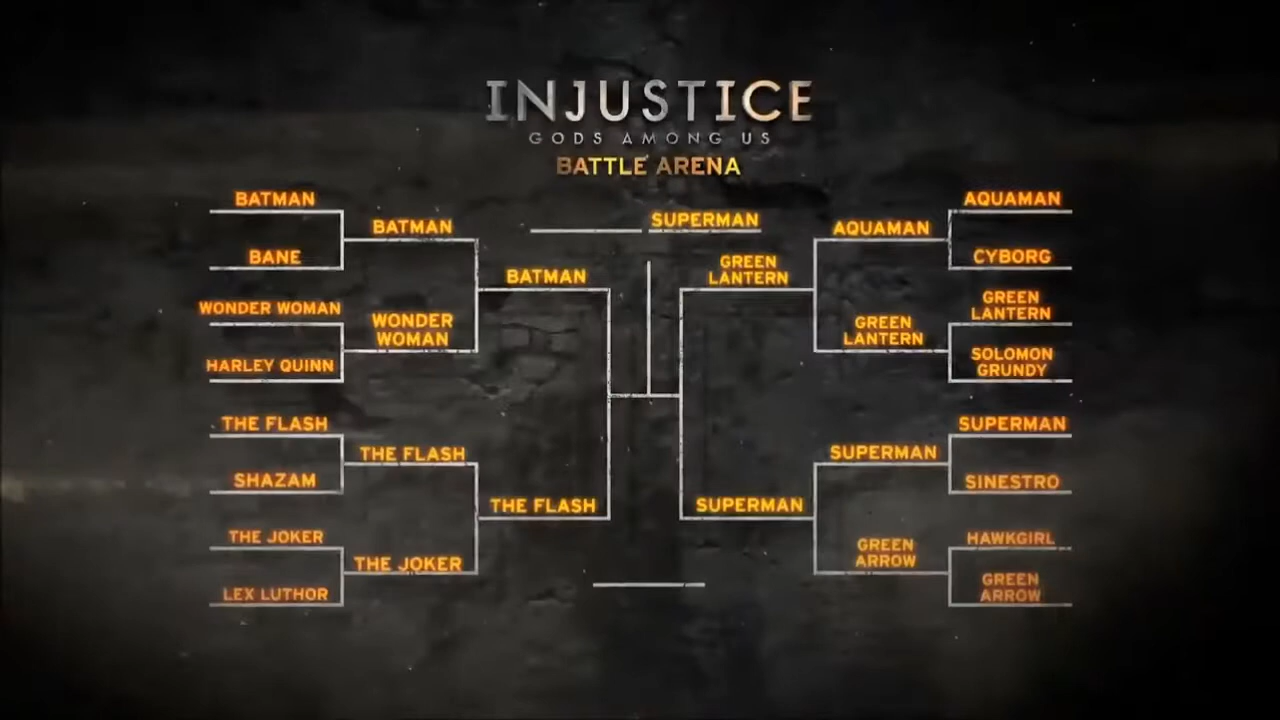 INJUSTICE
GODS AMONG US
BATTLE ARENA
BATMAN
BANE
WONDER WOMAN
HARLEY QUINN
THE FLASH
SHAZAM
THE JOKER
LEX LUTHOR
BATMAN
WONDER
WOMAN
THE FLASH
THE JOKER
BATMAN
THE FLASH
SUPERMAN
GREEN
LANTERN
SUPERMAN
AQUAMAN
GREEN
LANTERN
SUPERMAN
GREEN
ARROW
AQUAMAN
CYBORG
GREEN
LANTERN
SOLOMON
GRUNDY
SUPERMAN
SINESTRO
HAWKGIRL
GREEN
ARROW